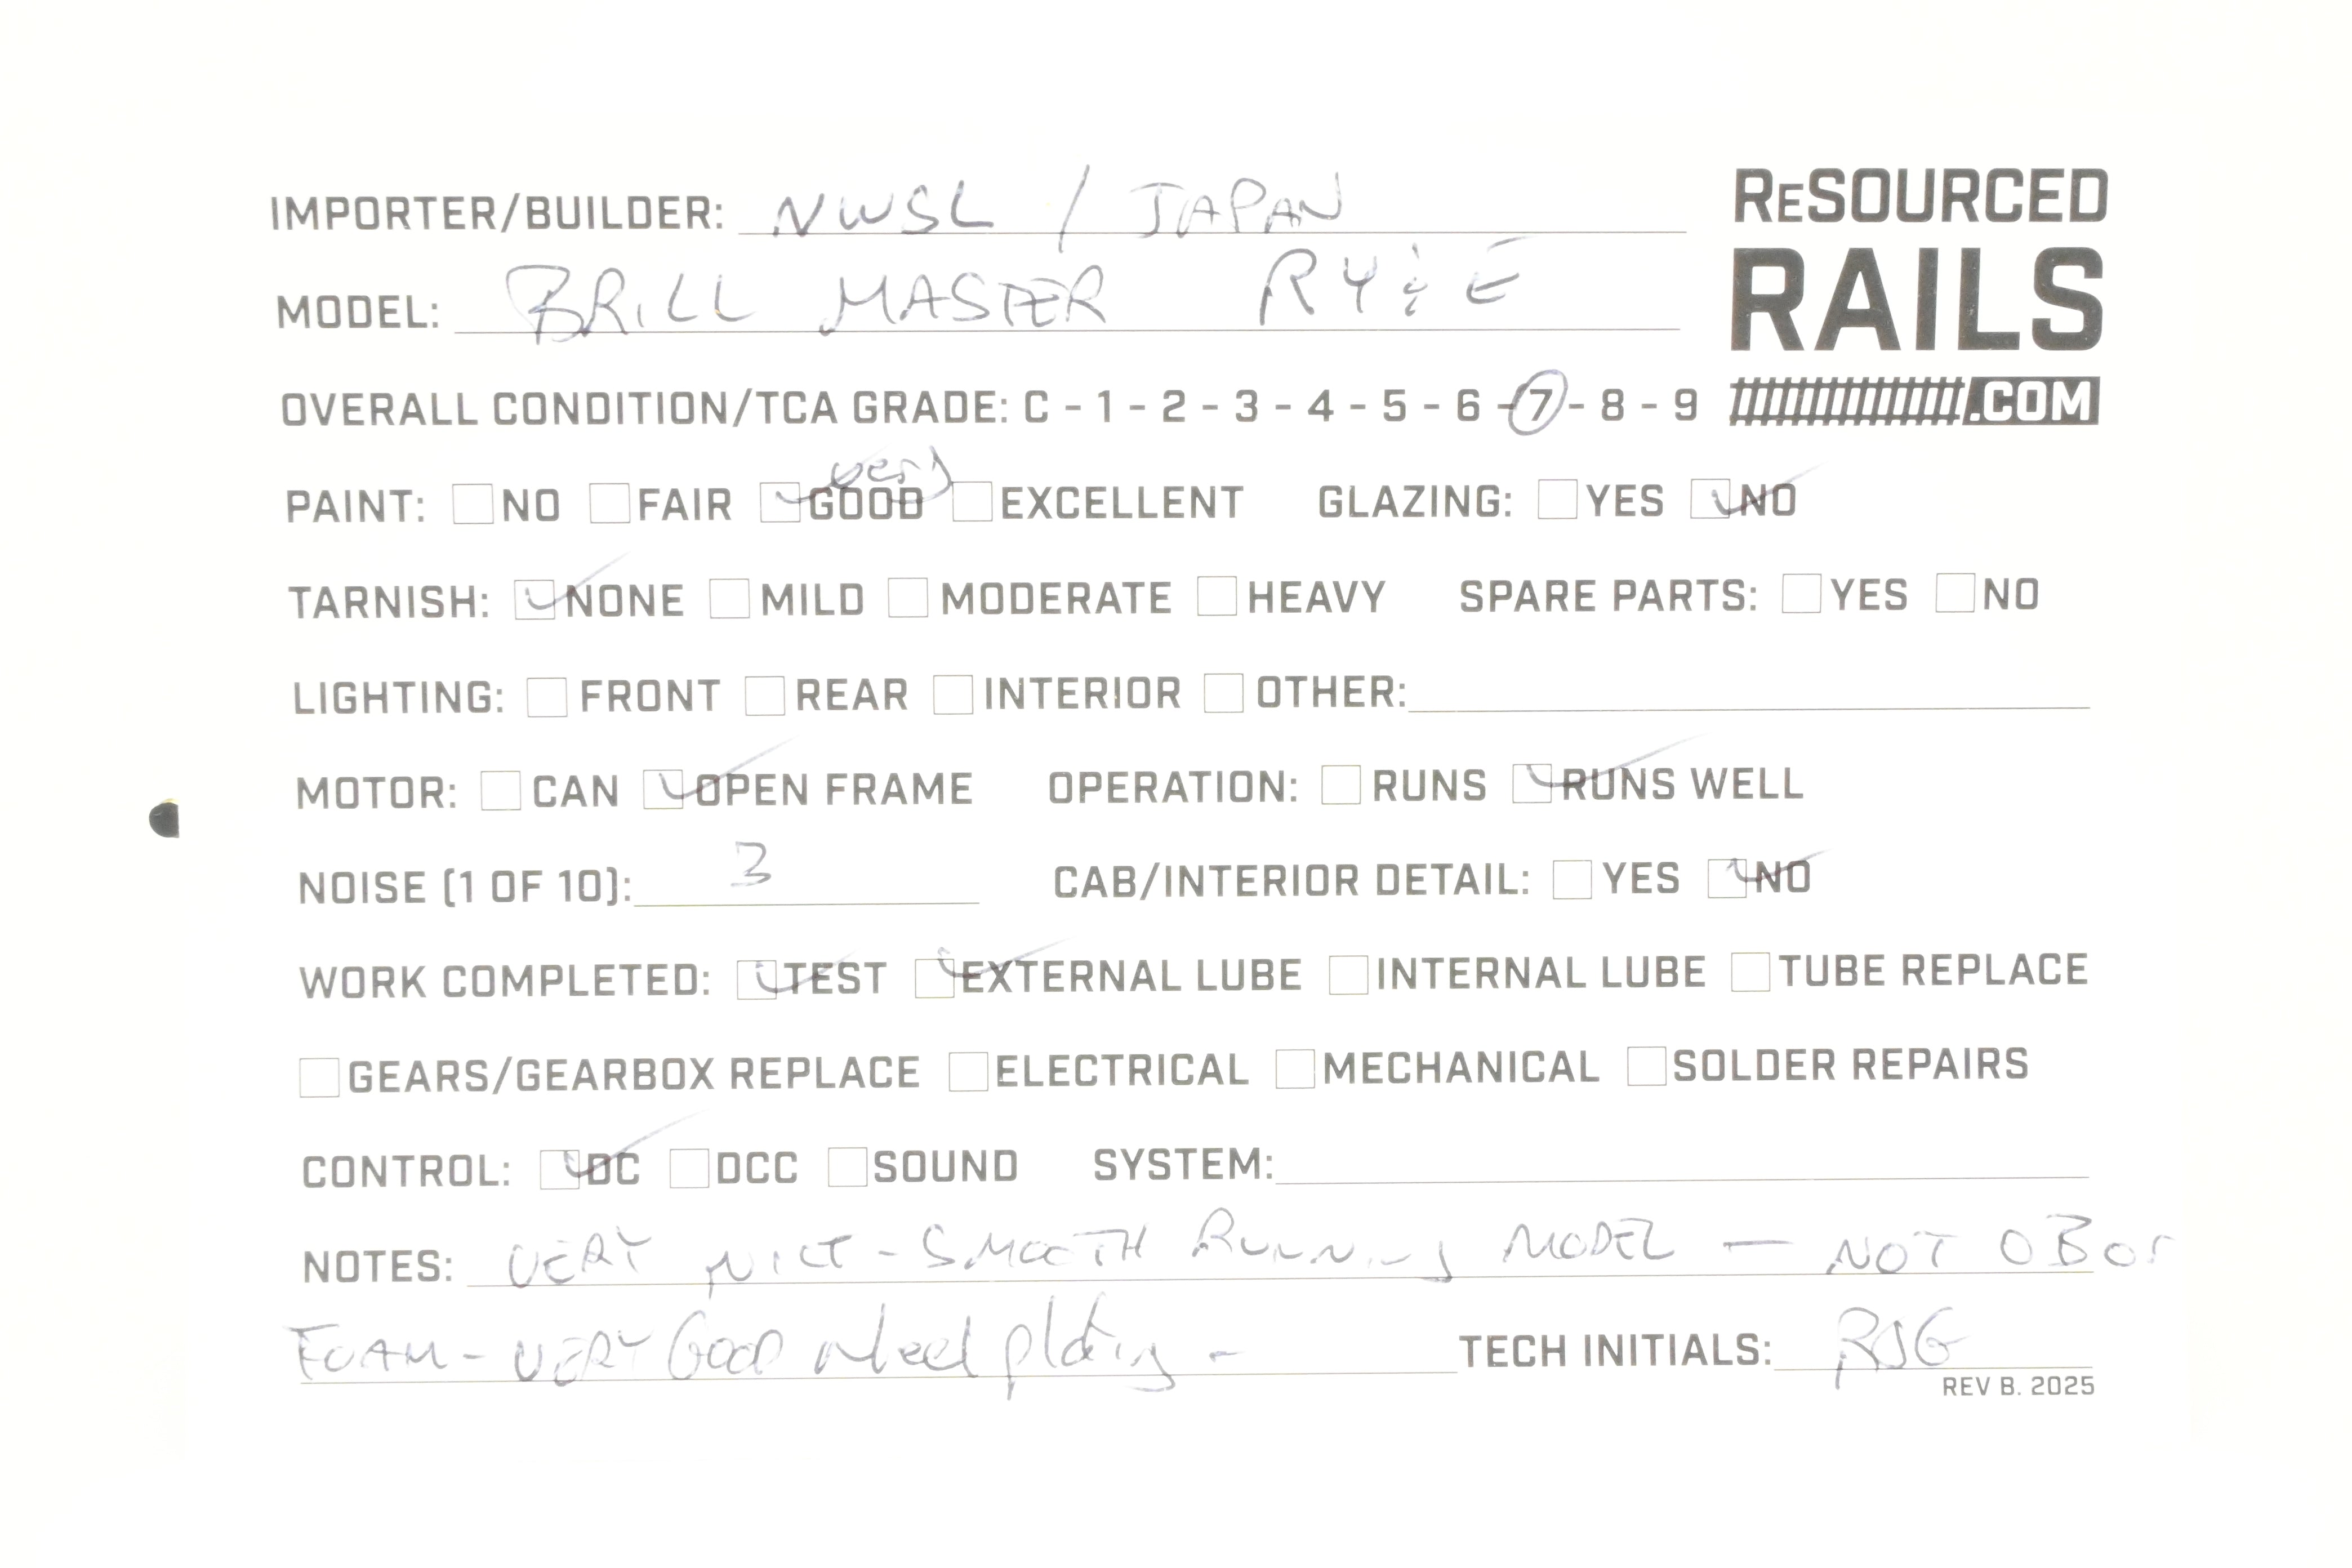 IMPORTER/BUILDER: NWSL / JAPAN
RESOURCED
RAILS
.COM
MODEL: BRILL MASTER RY & E
OVERALL CONDITION/TCA GRADE: C - 1 - 2 - 3 - 4 - 5 - 6 - 7 - 8 - 9
very
PAINT: NO FAIR GOOD EXCELLENT GLAZING: YES NO
TARNISH: NONE MILD MODERATE HEAVY SPARE PARTS: YES NO
LIGHTING: FRONT REAR INTERIOR OTHER:
MOTOR: CAN OPEN FRAME OPERATION: RUNS RUNS WELL
NOISE (1 OF 10): 3 CAB/INTERIOR DETAIL: YES NO
WORK COMPLETED: TEST EXTERNAL LUBE INTERNAL LUBE TUBE REPLACE
GEARS/GEARBOX REPLACE ELECTRICAL MECHANICAL SOLDER REPAIRS
CONTROL: DC DCC SOUND SYSTEM:
NOTES: VERY NICE - SMOOTH RUNNING MODEL — NOT OB or
FOAM - VERY GOOD wheel plating - TECH INITIALS: RJG
REV B. 2025